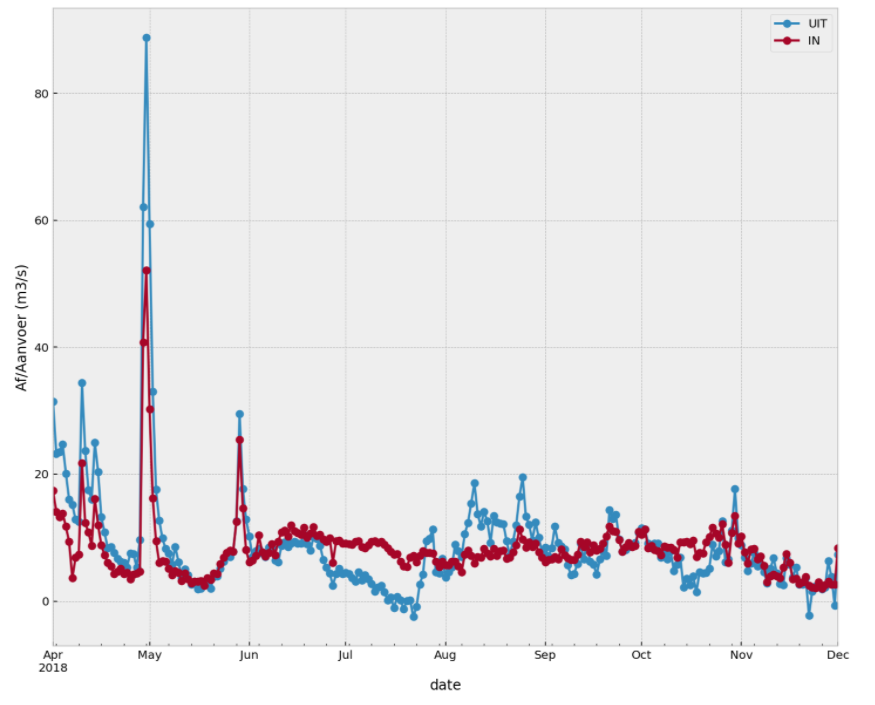 UIT
IN
80
60
40
20
0
Af/Aanvoer (m3/s)
Apr May Jun Jul Aug Sep Oct Nov Dec
2018
date